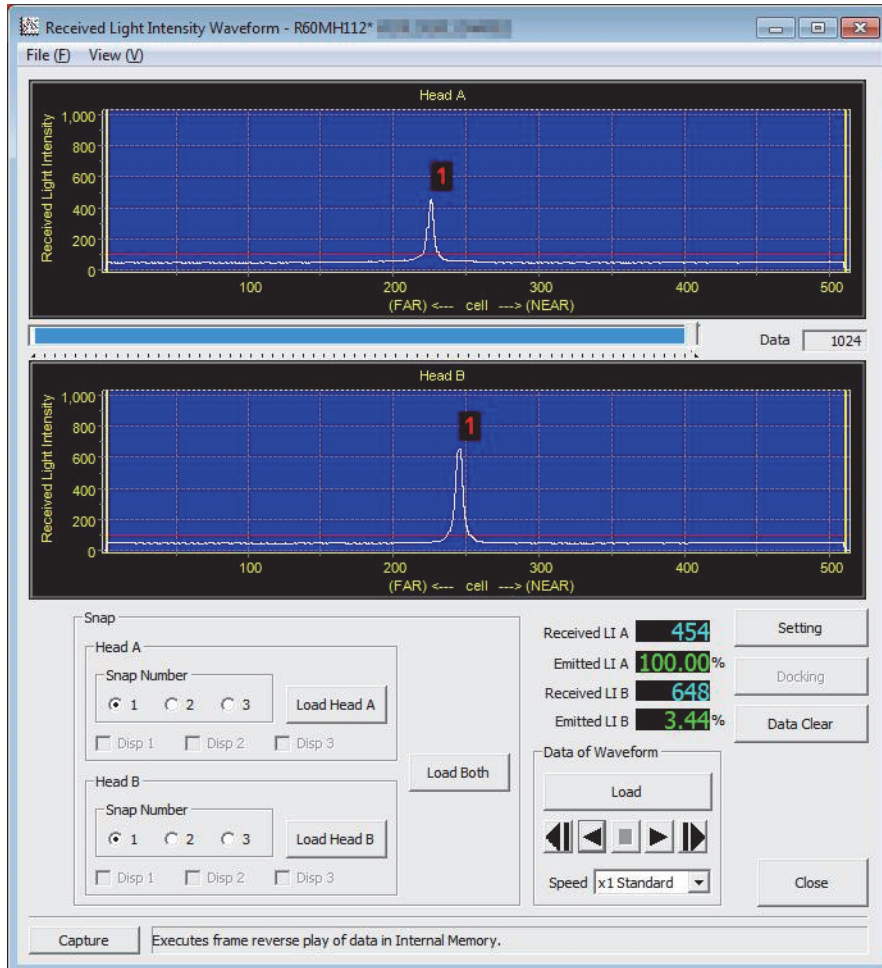 Received Light Intensity Waveform - R60MH112*
File (F) View (V)
Head A
Received Light Intensity
1,000
800
600
400
200
0
1
100 200 300 400 500
(FAR) <--- cell ---> (NEAR)
Data 1024
Head B
Received Light Intensity
1,000
800
600
400
200
0
1
100 200 300 400 500
(FAR) <--- cell ---> (NEAR)
Snap
Head A
Snap Number
1 2 3
Load Head A
Disp 1 Disp 2 Disp 3
Load Both
Head B
Snap Number
1 2 3
Load Head B
Disp 1 Disp 2 Disp 3
Received LI A 454
Emitted LI A 100.00 %
Received LI B 648
Emitted LI B 3.44 %
Setting
Docking
Data Clear
Data of Waveform
Load
Speed x1 Standard
Close
Capture
Executes frame reverse play of data in Internal Memory.